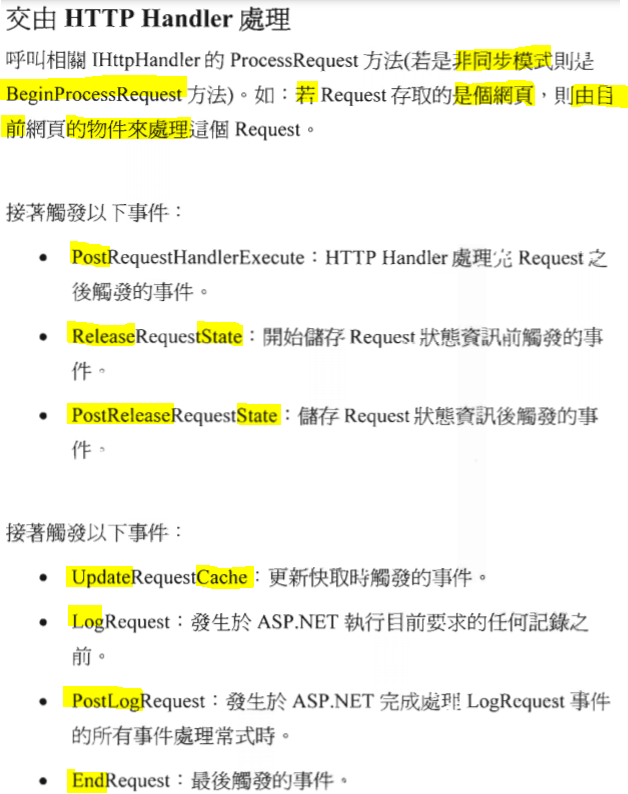 交由 HTTP Handler 處理
呼叫相關 IHttpHandler 的 ProcessRequest 方法(若是非同步模式則是
BeginProcessRequest 方法)。如：若 Request 存取的是個網頁，則由目
前網頁的物件來處理這個 Request。
接著觸發以下事件：
• PostRequestHandlerExecute：HTTP Handler 處理完 Request 之
後觸發的事件。
• ReleaseRequestState：開始儲存 Request 狀態資訊前觸發的事
件。
• PostReleaseRequestState：儲存 Request 狀態資訊後觸發的事
件。
接著觸發以下事件：
• UpdateRequestCache：更新快取時觸發的事件。
• LogRequest：發生於 ASP.NET 執行目前要求的任何記錄之
前。
• PostLogRequest：發生於 ASP.NET 完成處理 LogRequest 事件
的所有事件處理常式時。
• EndRequest：最後觸發的事件。